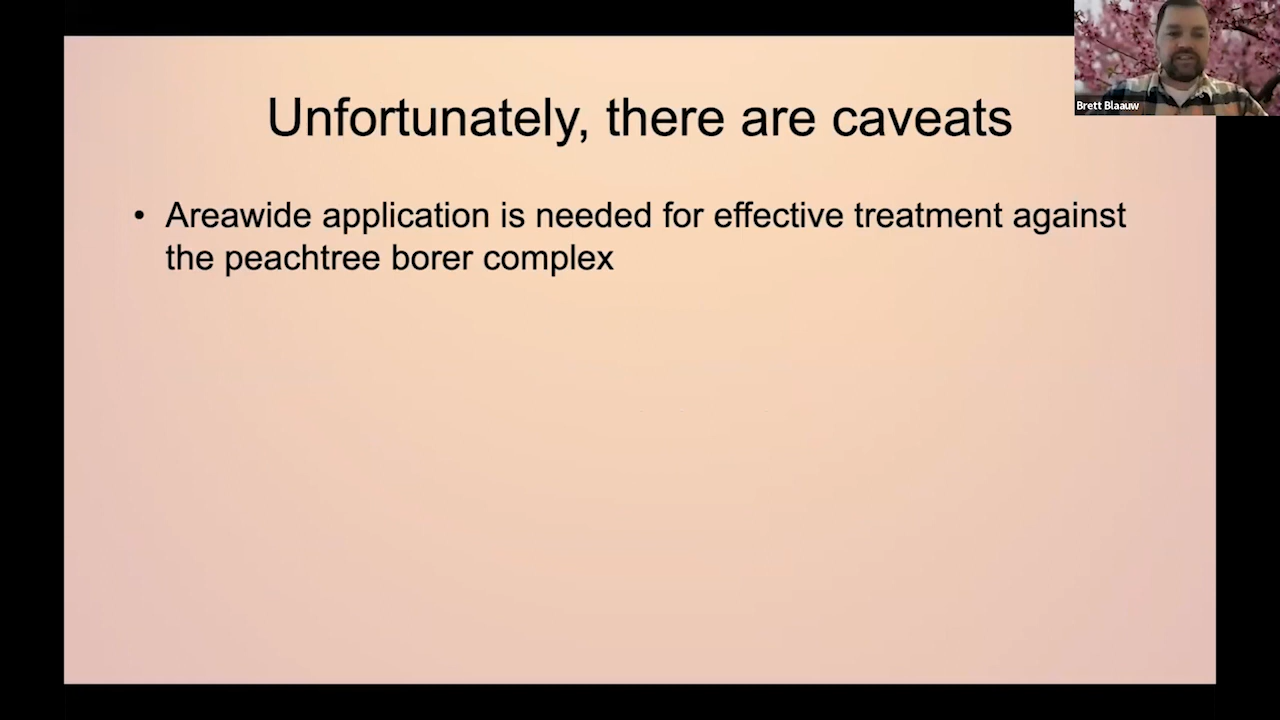 Unfortunately, there are caveats
Brett Blaauw
• Areawide application is needed for effective treatment against
the peachtree borer complex